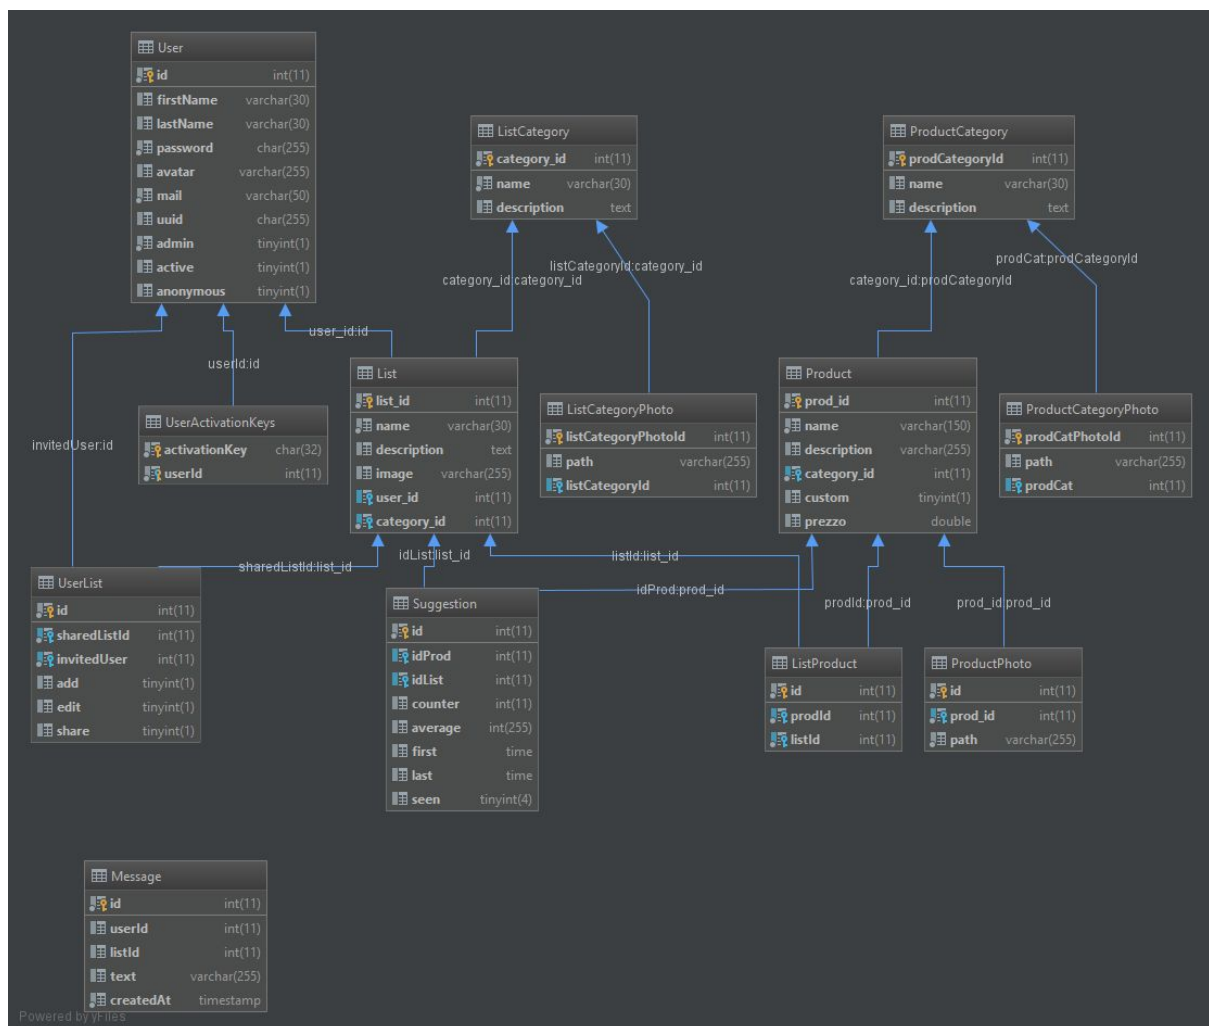 User
id int(11)
firstName varchar(30)
lastName varchar(30)
password char(255)
avatar varchar(255)
mail varchar(50)
uuid char(255)
admin tinyint(1)
active tinyint(1)
anonymous tinyint(1)
ListCategory
category_id int(11)
name varchar(30)
description text
ProductCategory
prodCategoryId int(11)
name varchar(30)
description text
listCategoryId:category_id
category_id:category_id
prodCat:prodCategoryId
category_id:prodCategoryId
user_id:id
userId:id
invitedUser:id
UserActivationKeys
activationKey char(32)
userId int(11)
List
list_id int(11)
name varchar(30)
description text
image varchar(255)
user_id int(11)
category_id int(11)
ListCategoryPhoto
listCategoryPhotoId int(11)
path varchar(255)
listCategoryId int(11)
Product
prod_id int(11)
name varchar(150)
description varchar(255)
category_id int(11)
custom tinyint(1)
prezzo double
ProductCategoryPhoto
prodCatPhotoId int(11)
path varchar(255)
prodCat int(11)
sharedListId:list_id
idList:list_id
listId:list_id
idProd:prod_id
prodId:prod_id
prod_id:prod_id
UserList
id int(11)
sharedListId int(11)
invitedUser int(11)
add tinyint(1)
edit tinyint(1)
share tinyint(1)
Suggestion
id int(11)
idProd int(11)
idList int(11)
counter int(11)
average int(255)
first time
last time
seen tinyint(4)
ListProduct
id int(11)
prodId int(11)
listId int(11)
ProductPhoto
id int(11)
prod_id int(11)
path varchar(255)
Message
id int(11)
userId int(11)
listId int(11)
text varchar(255)
createdAt timestamp
Powered by yFiles